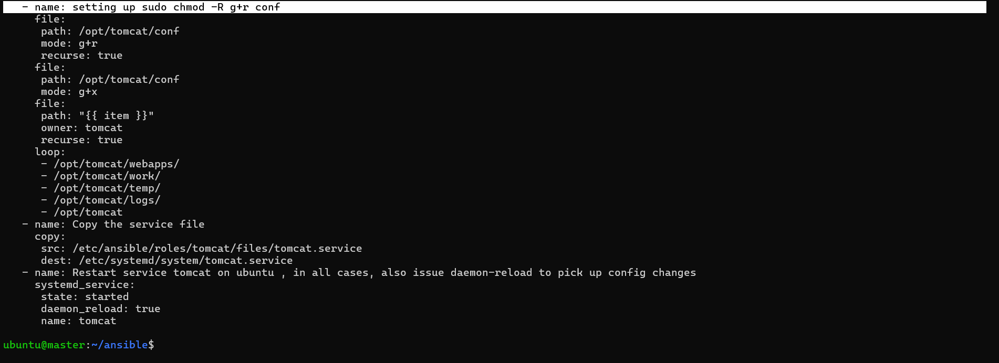 - name: setting up sudo chmod -R g+r conf
file:
path: /opt/tomcat/conf
mode: g+r
recurse: true
file:
path: /opt/tomcat/conf
mode: g+x
file:
path: "{{ item }}"
owner: tomcat
recurse: true
loop:
- /opt/tomcat/webapps/
- /opt/tomcat/work/
- /opt/tomcat/temp/
- /opt/tomcat/logs/
- /opt/tomcat
- name: Copy the service file
copy:
src: /etc/ansible/roles/tomcat/files/tomcat.service
dest: /etc/systemd/system/tomcat.service
- name: Restart service tomcat on ubuntu , in all cases, also issue daemon-reload to pick up config changes
systemd_service:
state: started
daemon_reload: true
name: tomcat
ubuntu@master:~/ansible$